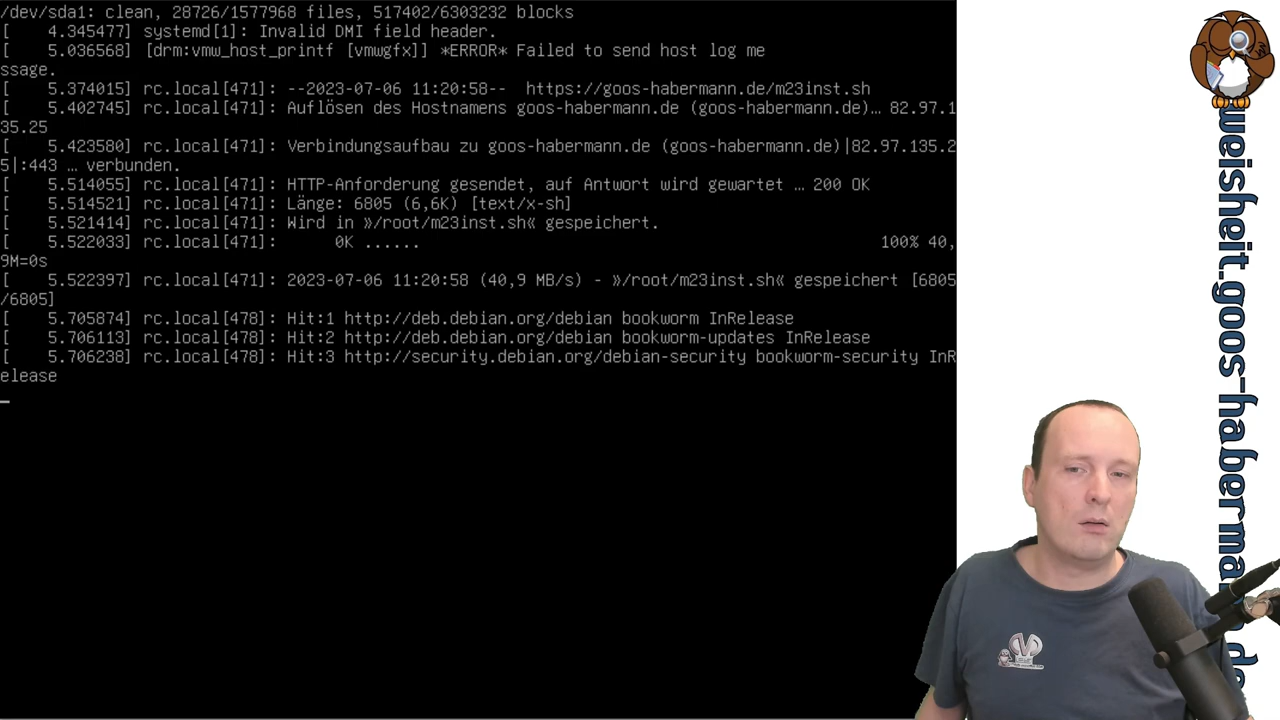 /dev/sda1: clean, 28726/1577968 files, 517402/6303232 blocks
[    4.345477] systemd[1]: Invalid DMI field header.
[    5.036568] [drm:vmw_host_printf [vmwgfx]] *ERROR* Failed to send host log me
ssage.
[    5.374015] rc.local[471]: --2023-07-06 11:20:58--  https://goos-habermann.de/m23inst.sh
[    5.402745] rc.local[471]: Auflösen des Hostnamens goos-habermann.de (goos-habermann.de)… 82.97.1
35.25
[    5.423580] rc.local[471]: Verbindungsaufbau zu goos-habermann.de (goos-habermann.de)|82.97.135.2
5|:443 … verbunden.
[    5.514055] rc.local[471]: HTTP-Anforderung gesendet, auf Antwort wird gewartet … 200 OK
[    5.514521] rc.local[471]: Länge: 6805 (6,6K) [text/x-sh]
[    5.521414] rc.local[471]: Wird in »/root/m23inst.sh« gespeichert.
[    5.522033] rc.local[471]:      0K ......                                                100% 40,
9M=0s
[    5.522397] rc.local[471]: 2023-07-06 11:20:58 (40,9 MB/s) - »/root/m23inst.sh« gespeichert [6805
/6805]
[    5.705874] rc.local[478]: Hit:1 http://deb.debian.org/debian bookworm InRelease
[    5.706113] rc.local[478]: Hit:2 http://deb.debian.org/debian bookworm-updates InRelease
[    5.706238] rc.local[478]: Hit:3 http://security.debian.org/debian-security bookworm-security InR
elease
weisheit.goos-habermann.de